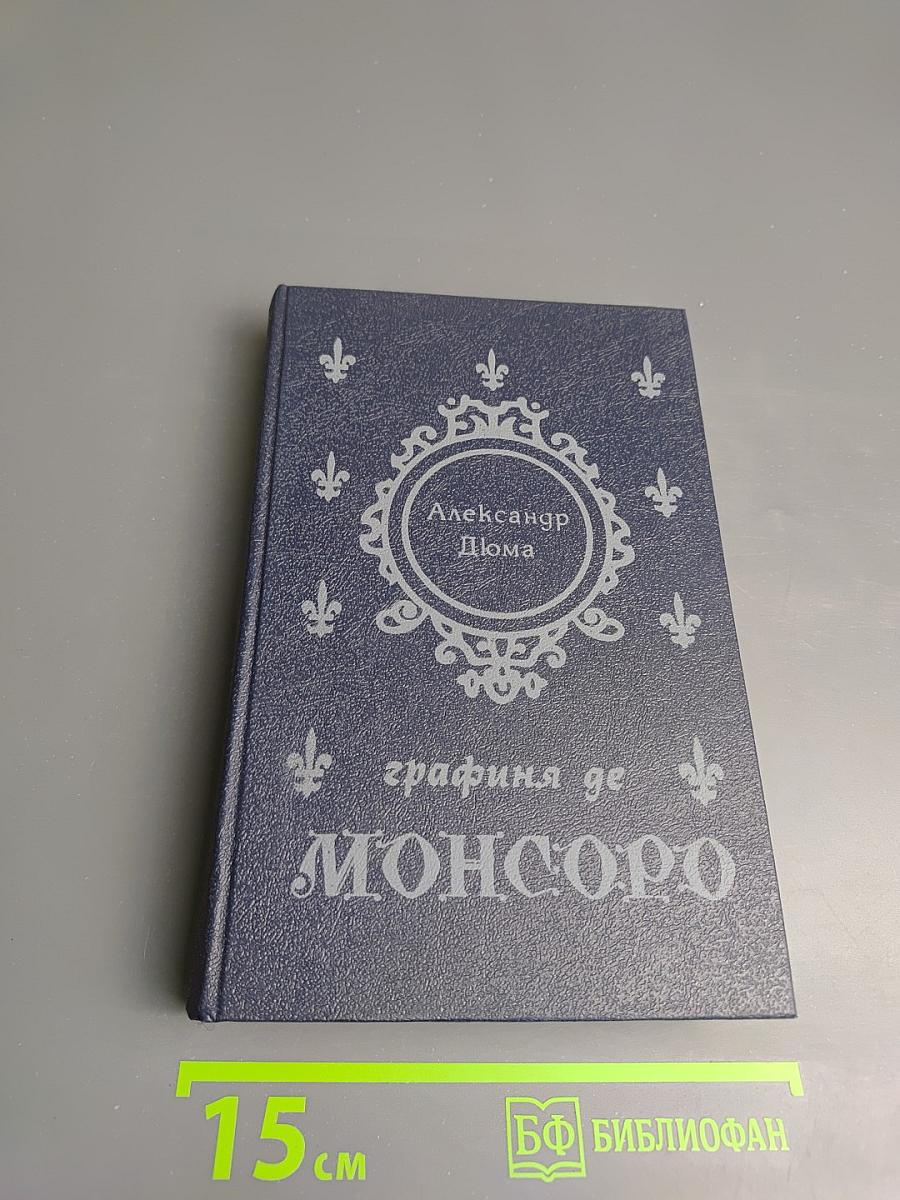 Александр
Дюма
графиня де
МОНСОРО
15 см
БФ БИБЛИОФАН